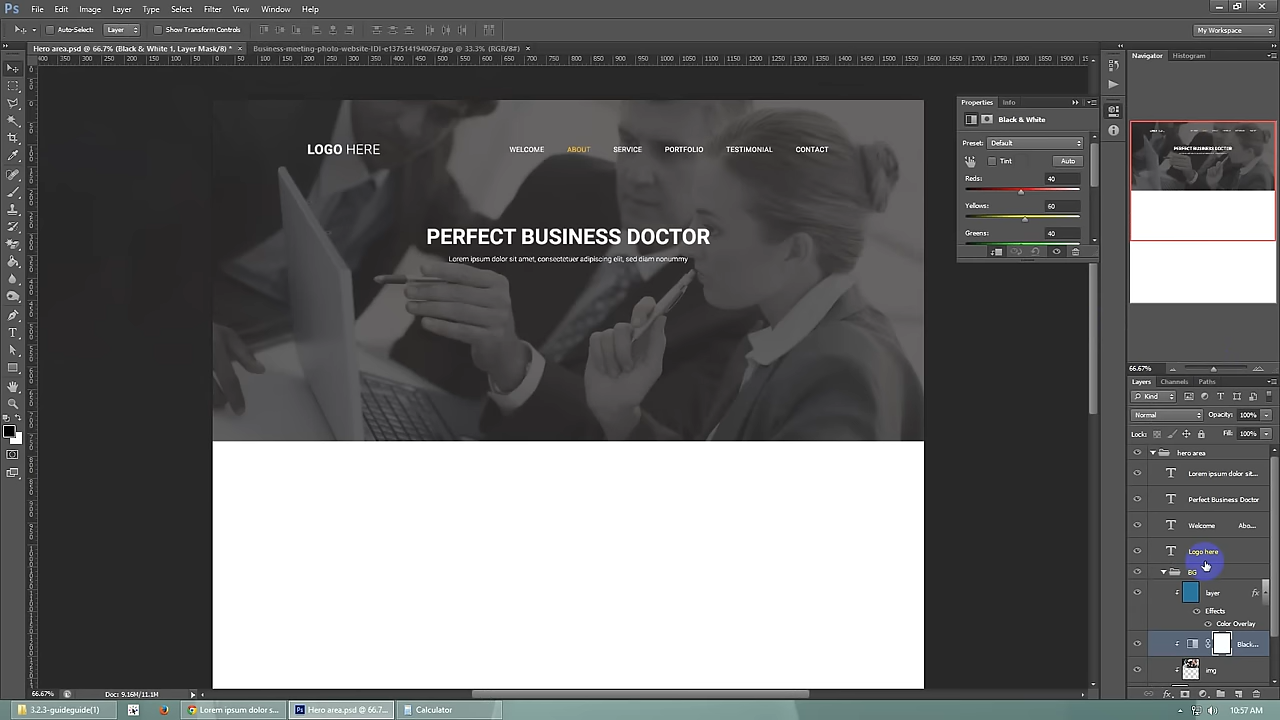 Ps File Edit Image Layer Type Select Filter View Window Help
Auto-Select: Layer Show Transform Controls My Workspace
Hero area.psd @ 66.7% (Black & White 1, Layer Mask/8) * × Business-meeting-photo-website-IDI-e1375141940267.jpg @ 33.3% (RGB/8#) ×
Navigator Histogram
Properties Info
Black & White
Preset: Default
Tint Auto
Reds: 40
Yellows: 60
Greens: 40
LOGO HERE WELCOME ABOUT SERVICE PORTFOLIO TESTIMONIAL CONTACT
PERFECT BUSINESS DOCTOR
Lorem ipsum dolor sit amet, consectetuer adipiscing elit, sed diam nonummy
PERFECT BUSINESS DOCTOR
66.67%
Layers Channels Paths
Kind
Normal Opacity: 100%
Lock: Fill: 100%
hero area
Lorem ipsum dolor sit...
Perfect Business Doctor
Welcome Abo...
Logo here
BG
layer fx
Effects
Color Overlay
Black...
img
66.67% Doc: 9.16M/11.1M
3.2.3-guideguide(1) Lorem ipsum dolor s... Hero area.psd @ 66.7... Calculator 10:57 AM